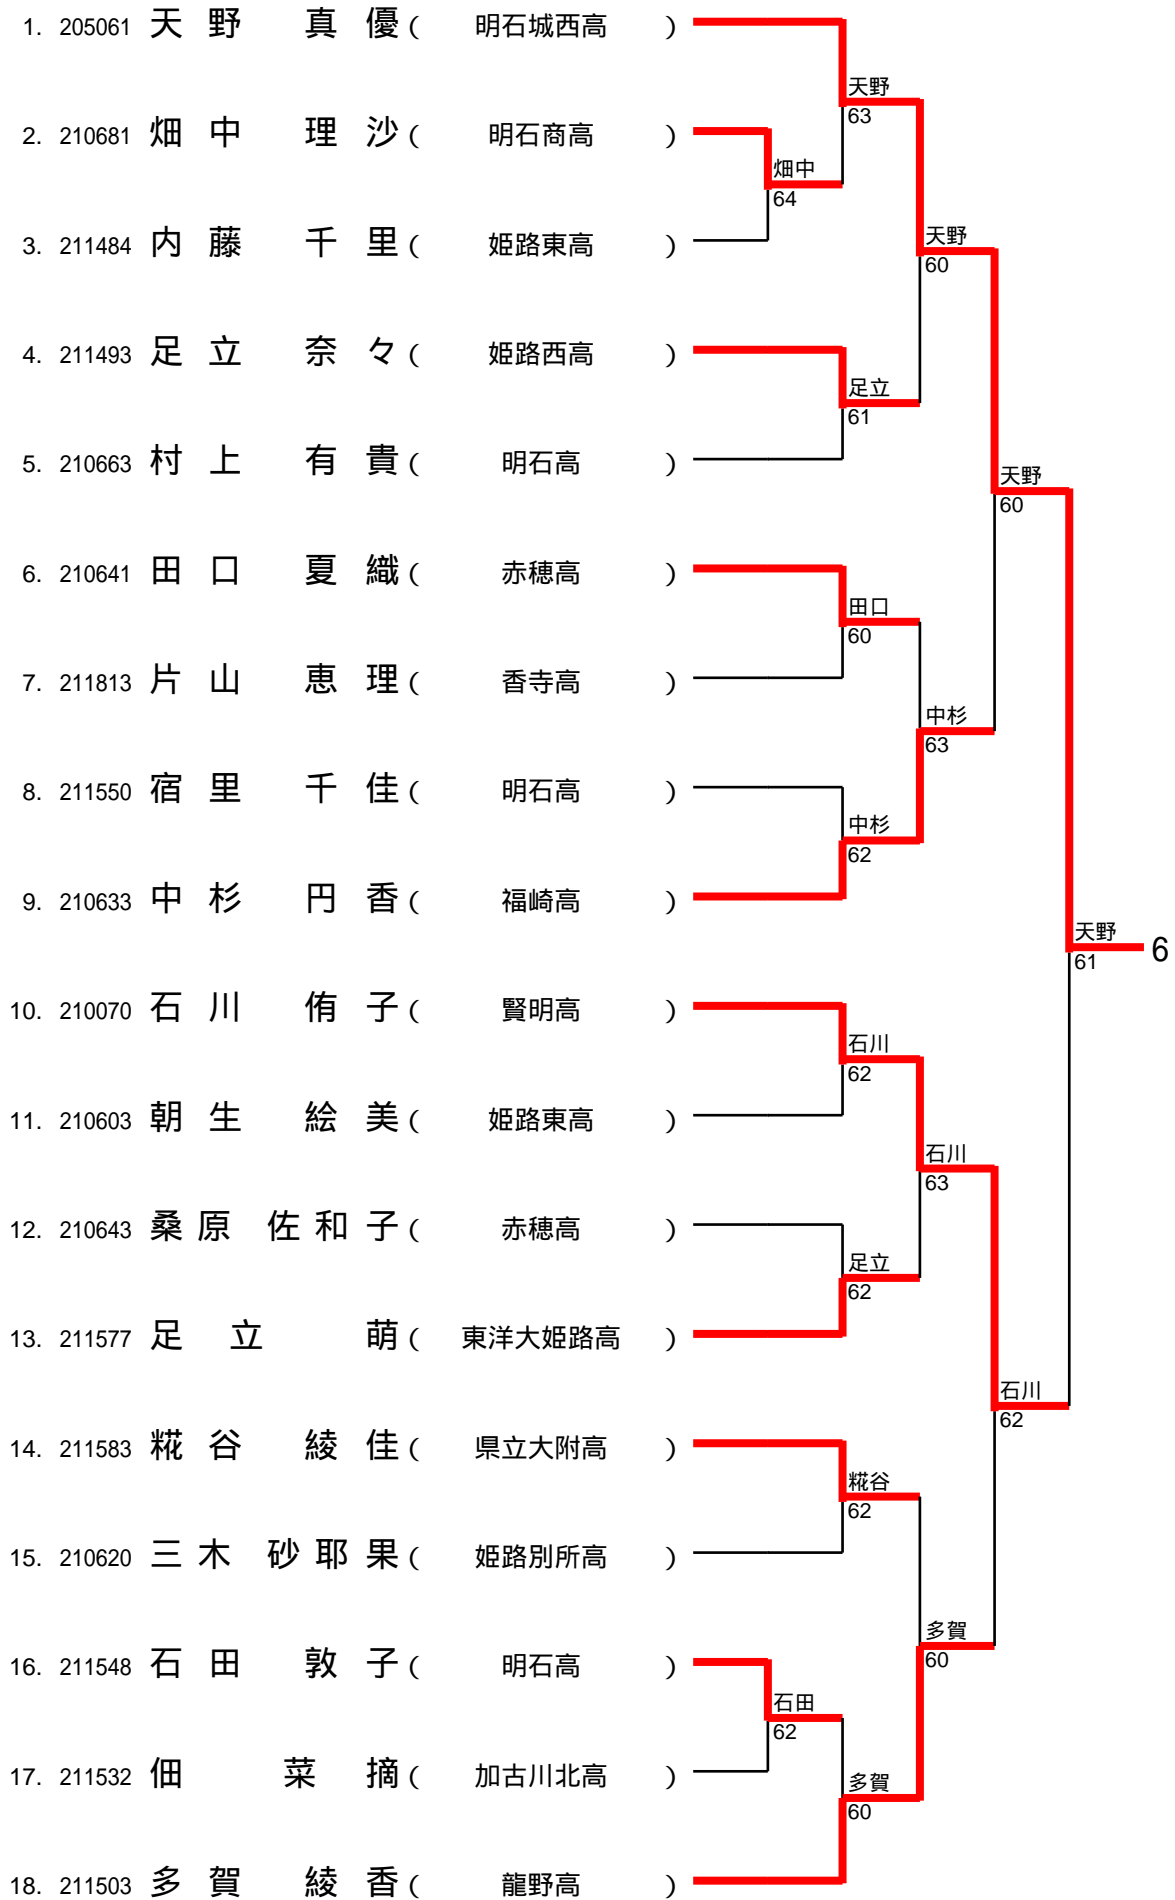 1. 205061 天野 真優 ( 明石城西高 )
天野
63
2. 210681 畑中 理沙 ( 明石商高 )
畑中
64
3. 211484 内藤 千里 ( 姫路東高 )
天野
60
4. 211493 足立 奈々 ( 姫路西高 )
足立
61
5. 210663 村上 有貴 ( 明石高 )
天野
60
6. 210641 田口 夏織 ( 赤穂高 )
田口
60
7. 211813 片山 恵理 ( 香寺高 )
中杉
63
8. 211550 宿里 千佳 ( 明石高 )
中杉
62
9. 210633 中杉 円香 ( 福崎高 )
天野
61
6
10. 210070 石川 侑子 ( 賢明高 )
石川
62
11. 210603 朝生 絵美 ( 姫路東高 )
石川
63
12. 210643 桑原 佐和子 ( 赤穂高 )
足立
62
13. 211577 足立 萌 ( 東洋大姫路高 )
石川
62
14. 211583 糀谷 綾佳 ( 県立大附高 )
糀谷
62
15. 210620 三木 砂耶果 ( 姫路別所高 )
多賀
60
16. 211548 石田 敦子 ( 明石高 )
石田
62
17. 211532 佃 菜摘 ( 加古川北高 )
多賀
60
18. 211503 多賀 綾香 ( 龍野高 )